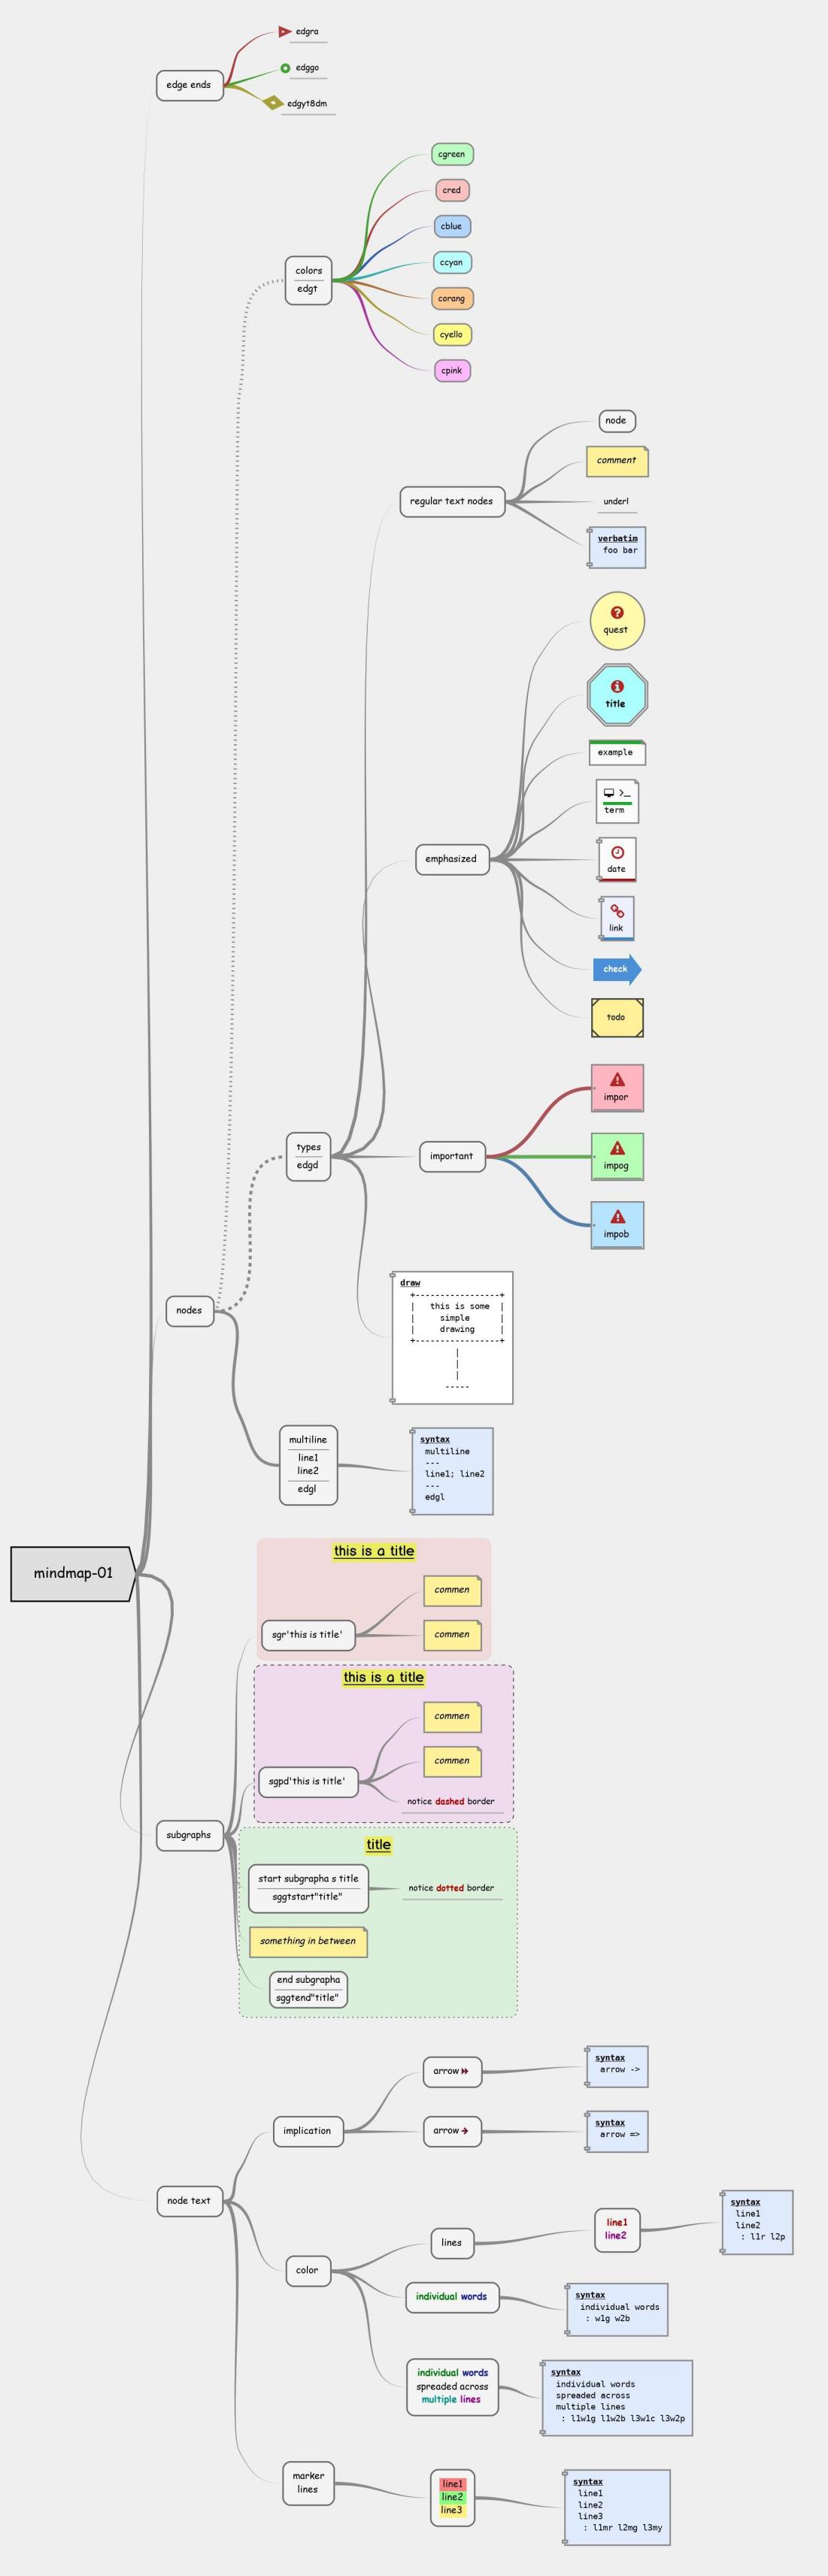 edgra
edggo
edge ends
edgyt8dm
cgreen
cred
cblue
ccyan
colors
edgt
corang
cyello
cpink
node
comment
regular text nodes
underl
verbatim
foo bar
?
quest
i
title
example
>_
term
emphasized
date
link
check
todo
!
impor
types
edgd
important
!
impog
!
impob
draw
+-----------------+
|   this is some  |
|     simple      |
|     drawing     |
+-----------------+
|
|
|
-----
nodes
multiline
line1
line2
edgl
syntax
multiline
---
line1; line2
---
edgl
this is a title
mindmap-01
commen
sgr'this is title'
commen
this is a title
commen
commen
sgpd'this is title'
notice dashed border
subgraphs
title
start subgrapha s title
sggtstart"title"
notice dotted border
something in between
end subgrapha
sggtend"title"
arrow
syntax
arrow ->
implication
arrow →
syntax
arrow =>
node text
lines
line1
line2
syntax
line1
line2
: l1r l2p
color
individual words
syntax
individual words
: w1g w2b
individual words
spreaded across
multiple lines
syntax
individual words
spreaded across
multiple lines
: l1w1g l1w2b l3w1c l3w2p
marker
lines
line1
line2
line3
syntax
line1
line2
line3
: l1mr l2mg l3my